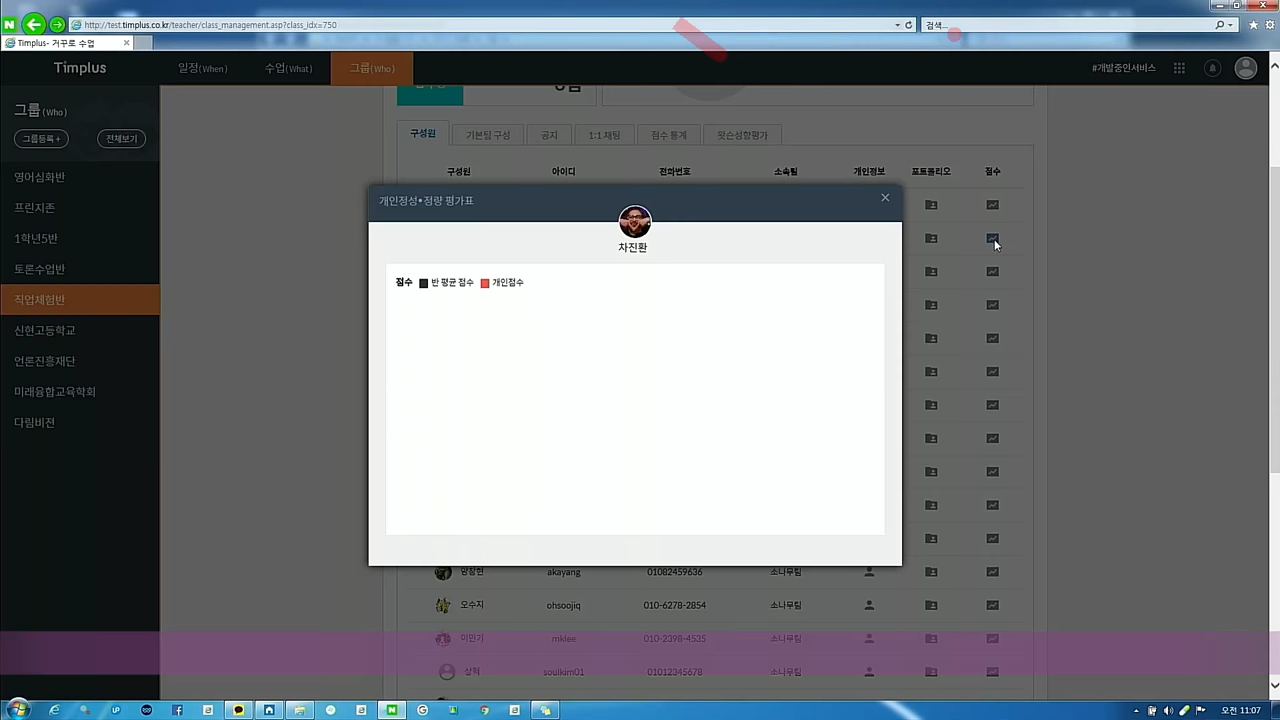 http://test.timplus.co.kr/teacher/class_management.asp?class_idx=750
검색...
Timplus- 거꾸로 수업
Timplus 일정(When) 수업(What) 그룹(Who) #개발중인서비스
그룹(Who)
그룹등록 + 전체보기
영어심화반
프린지존
1학년5반
토론수업반
직업체험반
신현고등학교
언론진흥재단
미래융합교육학회
다림비젼
구성원 기본팀 구성 공지 1:1 채팅 점수 통계 왓슨성향평가
구성원 아이디 전화번호 소속팀 개인정보 포트폴리오 점수
개인정성•정량 평가표
차진환
점수 반 평균 점수 개인점수
akayang 01082459636 소나무팀
오수지 ohsoojiq 010-6278-2854 소나무팀
이민기 mklee 010-2398-4535 소나무팀
상혁 soulkim01 01012345678 소나무팀
오전 11:07